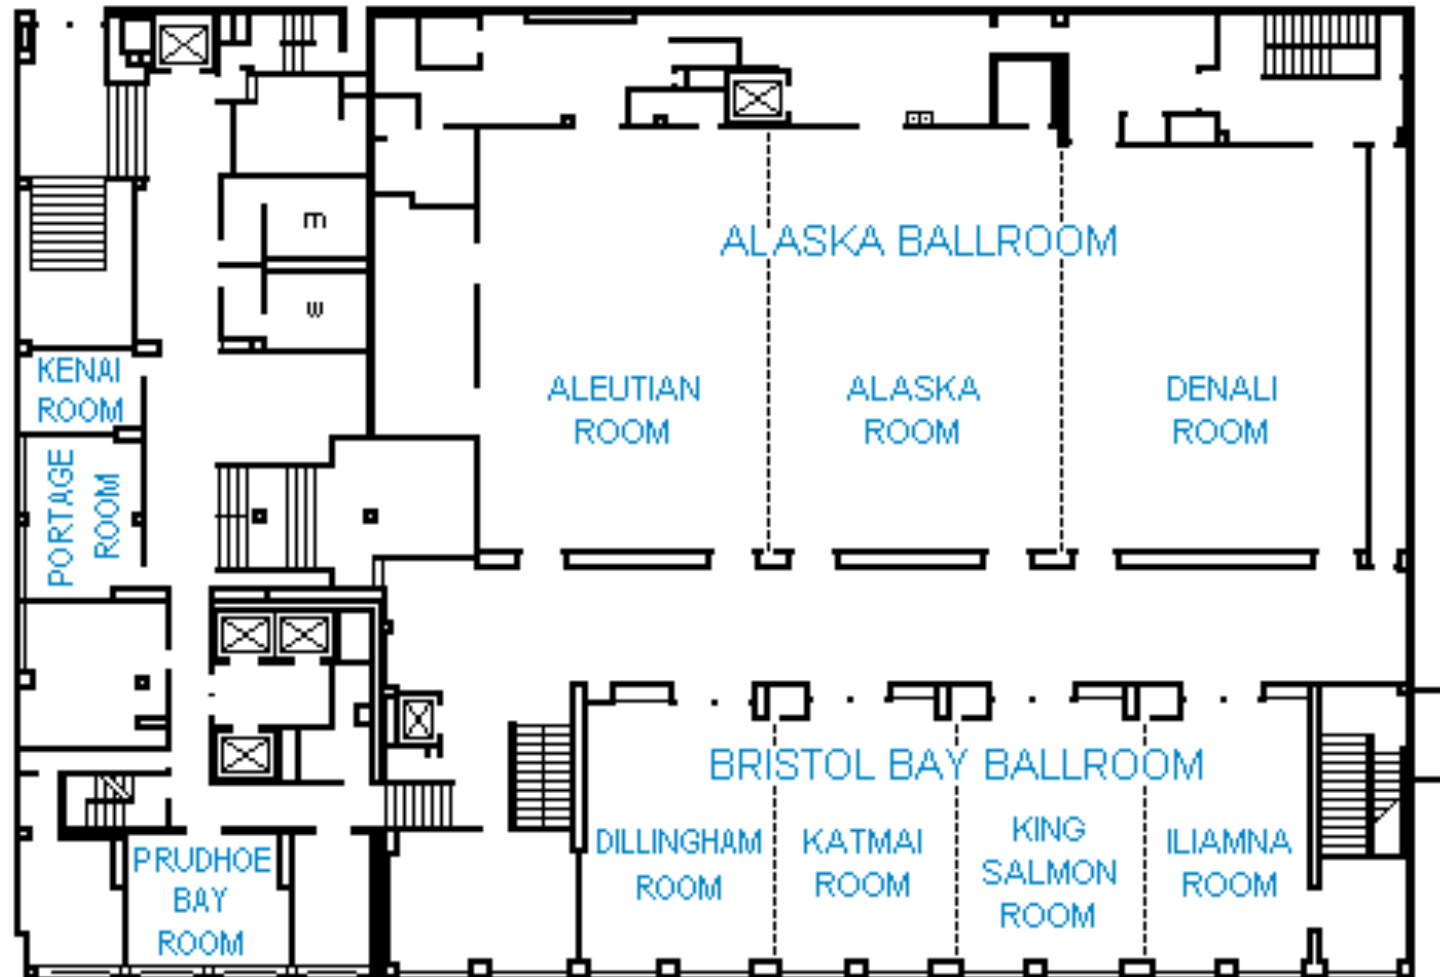 m
ALASKA BALLROOM
w
KENAI
ROOM
ALEUTIAN
ROOM
ALASKA
ROOM
DENALI
ROOM
PORTAGE
ROOM
BRISTOL BAY BALLROOM
DILLINGHAM
ROOM
KATMAI
ROOM
KING
SALMON
ROOM
ILIAMNA
ROOM
PRUDHOE
BAY
ROOM